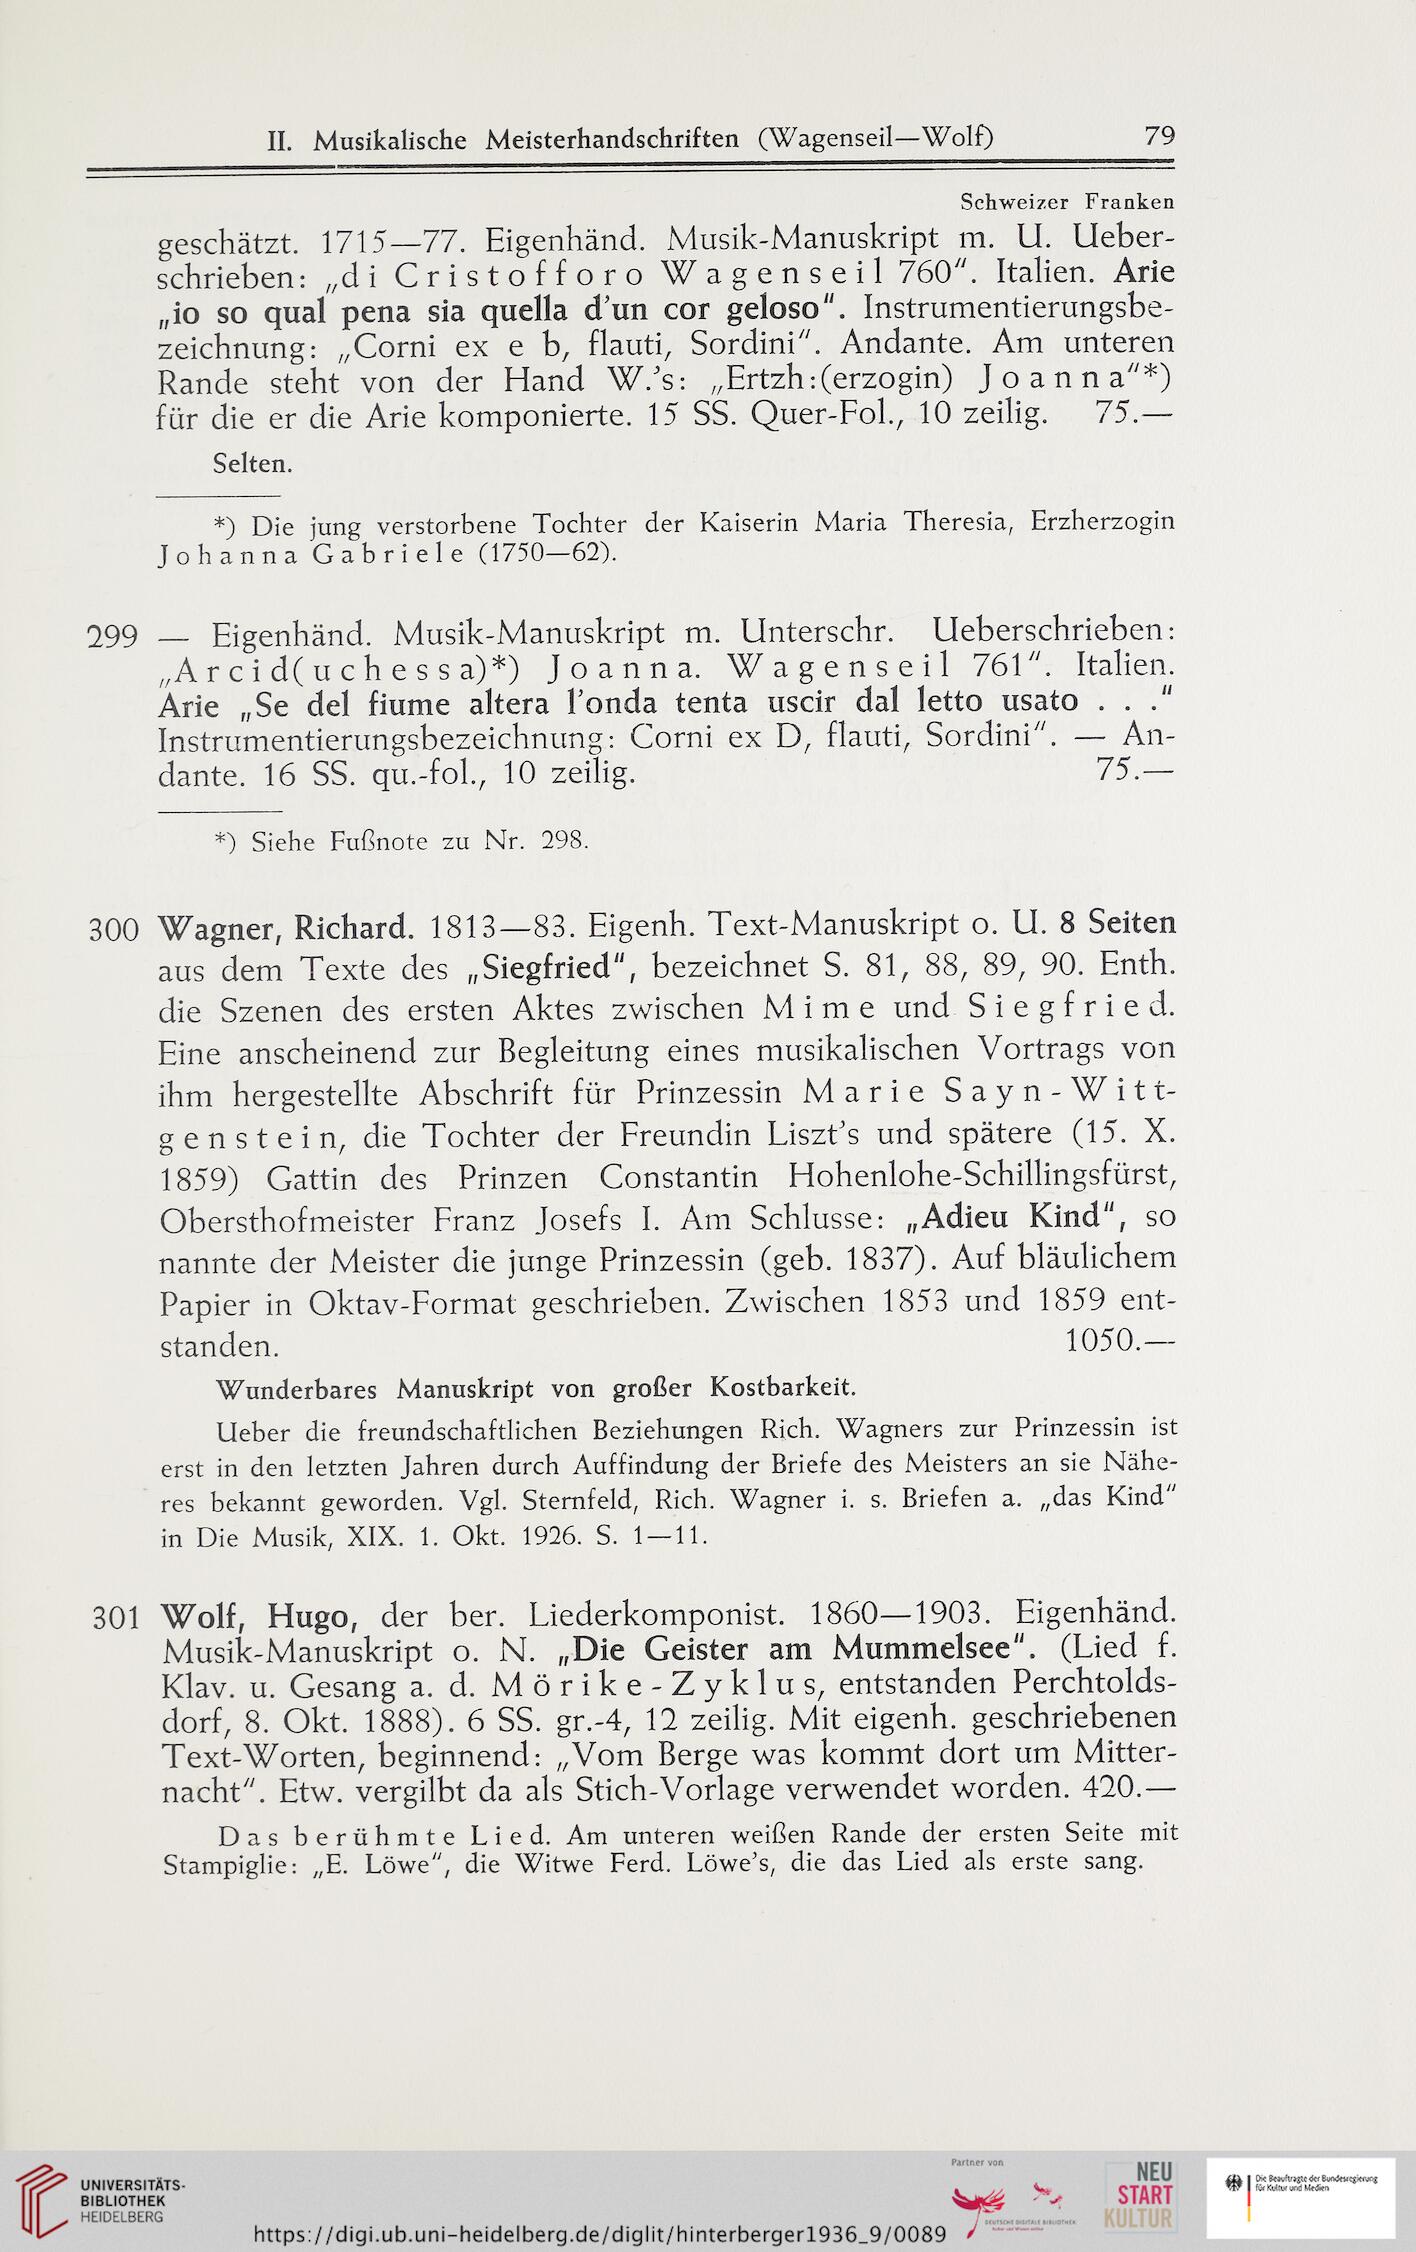 II. Musikalische Meisterhandschriften (Wagenseil—Wolf) 79
Schweizer Franken
geschätzt. 1715—77. Eigenhänd. Musik-Manuskript m. U. Ueber-
schrieben: „di Cristofforo Wagenseil 760". Italien. Arie
„io so qual pena sia quella d'un cor geloso". Instrumentierungsbe-
zeichnung: „Corni ex e b, flauti, Sordini". Andante. Am unteren
Rande steht von der Hand W.'s: „Ertzh:(erzogin) Joanna"*)
für die er die Arie komponierte. 15 SS. Quer-Fol., 10 zeilig. 75.—
Selten.
*) Die jung verstorbene Tochter der Kaiserin Maria Theresia, Erzherzogin
Johanna Gabriele (1750—62).
299 — Eigenhänd. Musik-Manuskript m. Unterschr. Ueberschrieben:
„Arcid(uchessa)*) Joanna. Wagenseil 761". Italien.
Arie „Se del fiume altera l'onda tenta uscir dal letto usato . . ."
Instrumentierungsbezeichnung: Corni ex D, flauti, Sordini". — An-
dante. 16 SS. qu.-fol., 10 zeilig. 75.—
*) Siehe Fußnote zu Nr. 298.
300 Wagner, Richard. 1813—83. Eigenh. Text-Manuskript o. U. 8 Seiten
aus dem Texte des „Siegfried", bezeichnet S. 81, 88, 89, 90. Enth.
die Szenen des ersten Aktes zwischen Mime und Siegfried.
Eine anscheinend zur Begleitung eines musikalischen Vortrags von
ihm hergestellte Abschrift für Prinzessin Marie Sayn-Witt-
genstein, die Tochter der Freundin Liszt's und spätere (15. X.
1859) Gattin des Prinzen Constantin Hohenlohe-Schillingsfürst,
Obersthofmeister Franz Josefs I. Am Schlusse: „Adieu Kind", so
nannte der Meister die junge Prinzessin (geb. 1837). Auf bläulichem
Papier in Oktav-Format geschrieben. Zwischen 1853 und 1859 ent-
standen. 1050.—
Wunderbares Manuskript von großer Kostbarkeit.
Ueber die freundschaftlichen Beziehungen Rich. Wagners zur Prinzessin ist
erst in den letzten Jahren durch Auffindung der Briefe des Meisters an sie Nähe-
res bekannt geworden. Vgl. Sternfeld, Rich. Wagner i. s. Briefen a. „das Kind"
in Die Musik, XIX. 1. Okt. 1926. S. 1—11.
301 Wolf, Hugo, der ber. Liederkomponist. 1860—1903. Eigenhänd.
Musik-Manuskript o. N. „Die Geister am Mummelsee". (Lied f.
Klav. u. Gesang a. d. Mörike-Zyklus, entstanden Perchtolds-
dorf, 8. Okt. 1888). 6 SS. gr.-4, 12 zeilig. Mit eigenh. geschriebenen
Text-Worten, beginnend: „Vom Berge was kommt dort um Mitter-
nacht". Etw. vergilbt da als Stich-Vorlage verwendet worden. 420.—
Das berühmte Lied. Am unteren weißen Rande der ersten Seite mit
Stampiglie: „E. Löwe", die Witwe Ferd. Löwe's, die das Lied als erste sang.
UNIVERSITÄTS-
BIBLIOTHEK
HEIDELBERG
https://digi.ub.uni-heidelberg.de/diglit/hinterberger1936_9/0089
Partner von
DEUTSCHE DIGITALE BIBLIOTHEK
NEU
START
KULTUR
Die Beauftragte der Bundesregierung
für Kultur und Medien